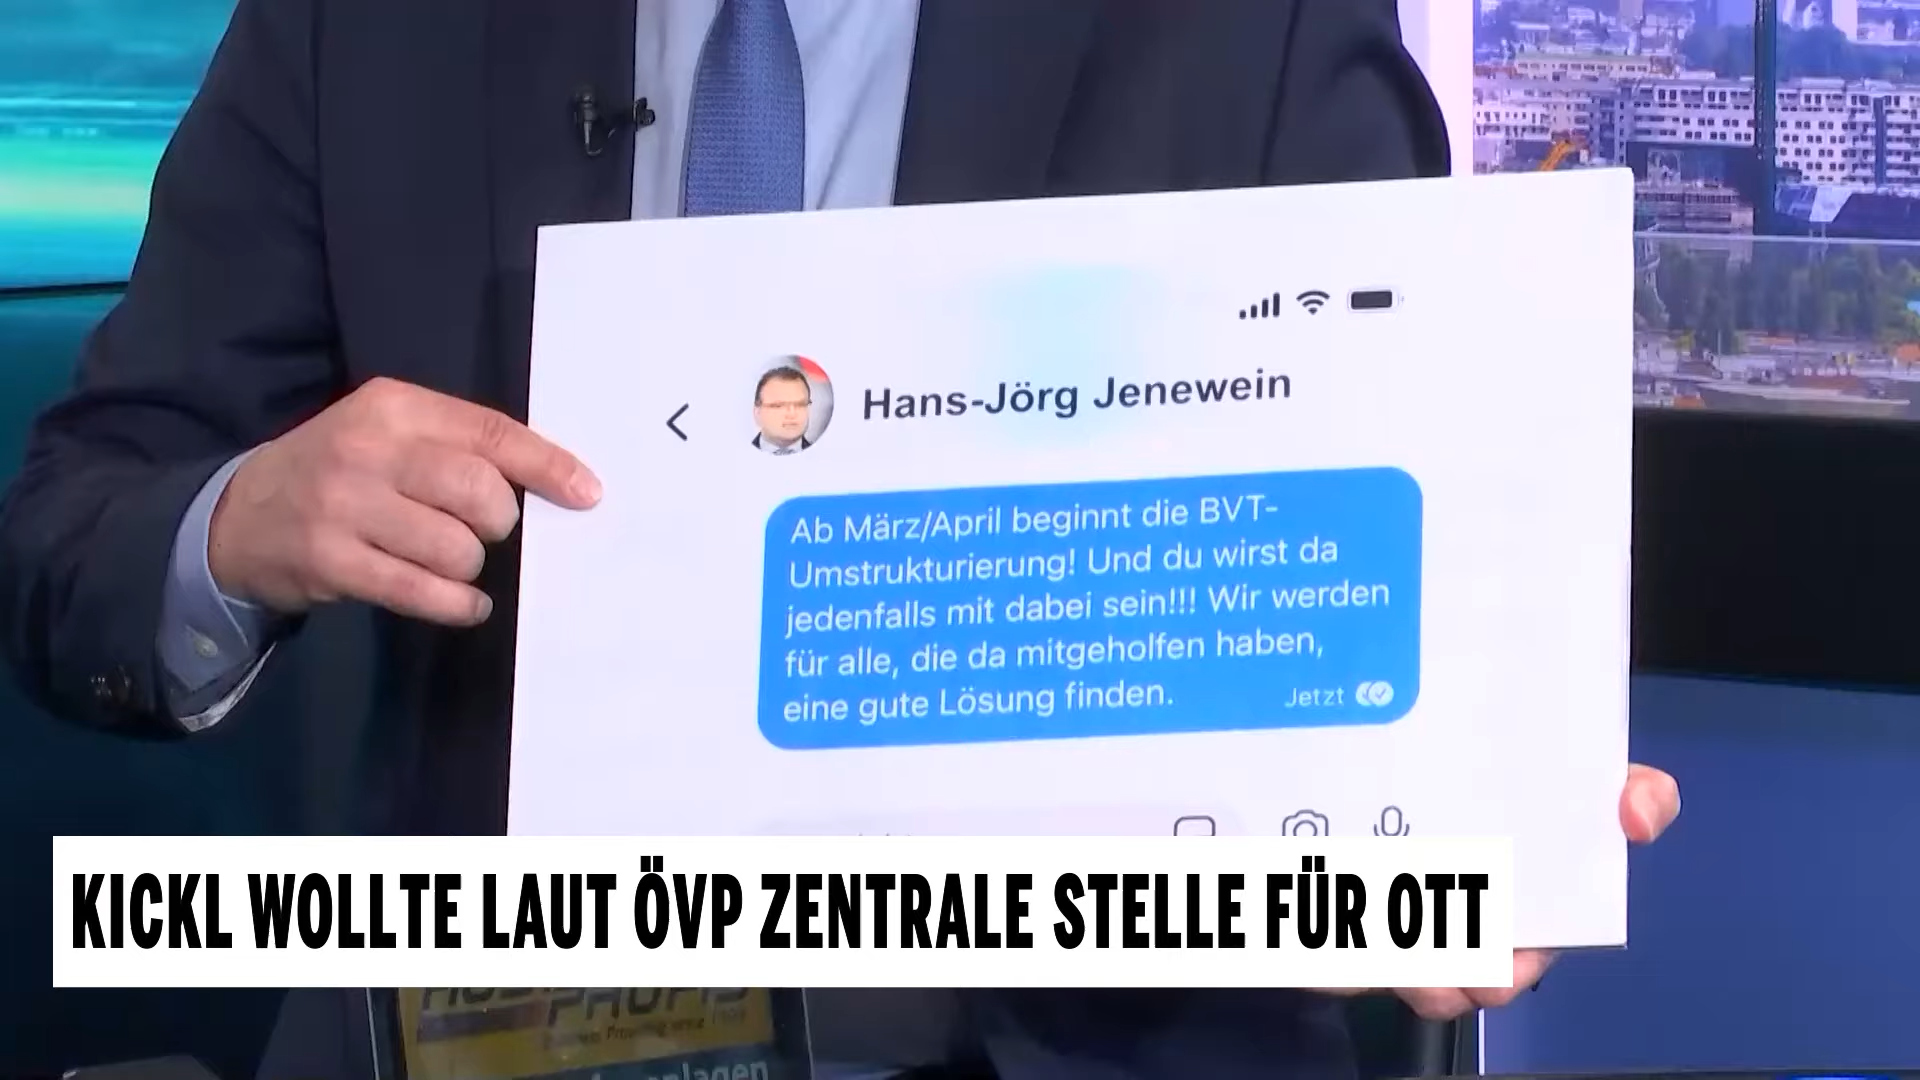 Hans-Jörg Jenewein
Ab März/April beginnt die BVT-
Umstrukturierung! Und du wirst da
jedenfalls mit dabei sein!!! Wir werden
für alle, die da mitgeholfen haben,
eine gute Lösung finden.
Jetzt
KICKL WOLLTE LAUT ÖVP ZENTRALE STELLE FÜR OTT